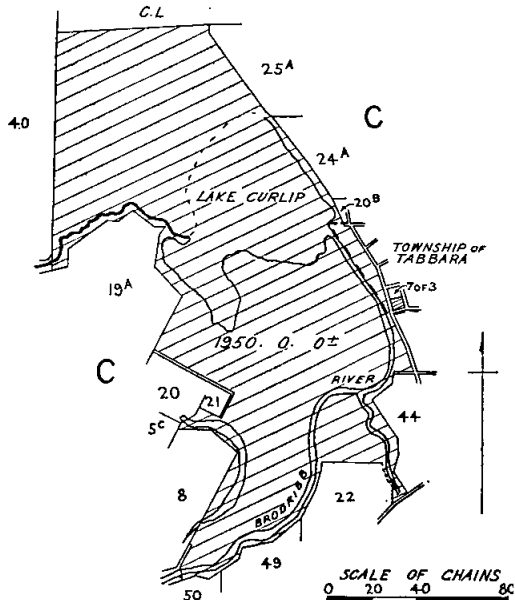 C.L
25ᴬ
40
C
24ᴬ
20ᴮ
LAKE CURLIP
TOWNSHIP OF
TABBARA
19ᴬ
7 OF 3
1950. 0. 0±
C
RIVER
20
21
44
5ᶜ
8
22
BRODRIBB
49
50
SCALE OF CHAINS
0 20 40 80